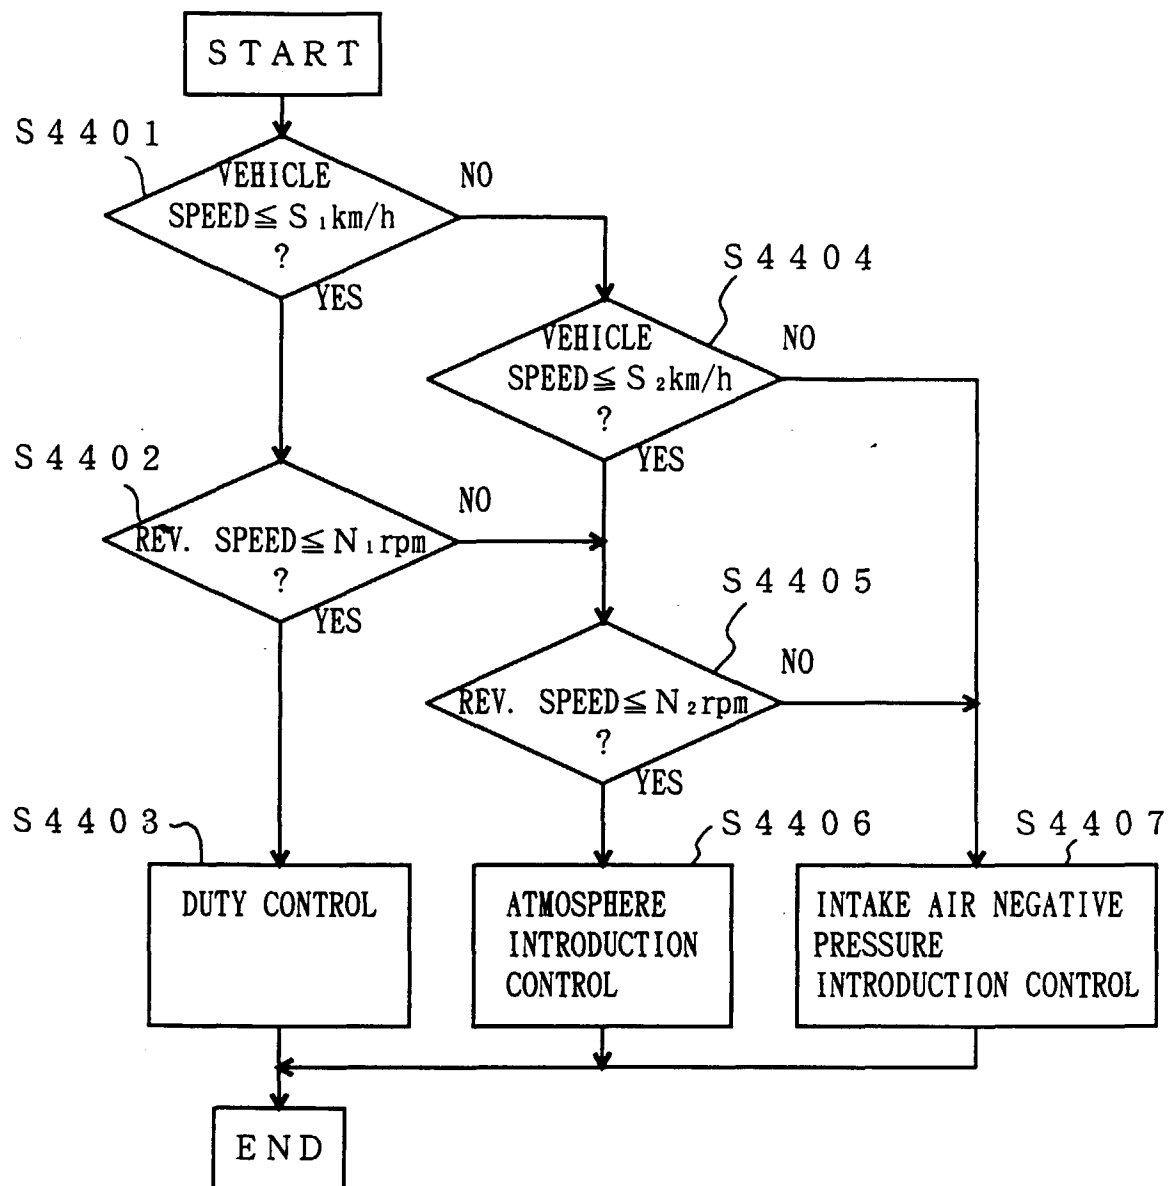 START
S4401
VEHICLE
SPEED≦S₁km/h
?
NO
YES
S4404
VEHICLE
SPEED≦S₂km/h
?
NO
YES
S4402
REV. SPEED≦N₁rpm
?
NO
YES
S4405
REV. SPEED≦N₂rpm
?
NO
YES
S4403
DUTY CONTROL
S4406
ATMOSPHERE
INTRODUCTION
CONTROL
S4407
INTAKE AIR NEGATIVE
PRESSURE
INTRODUCTION CONTROL
END